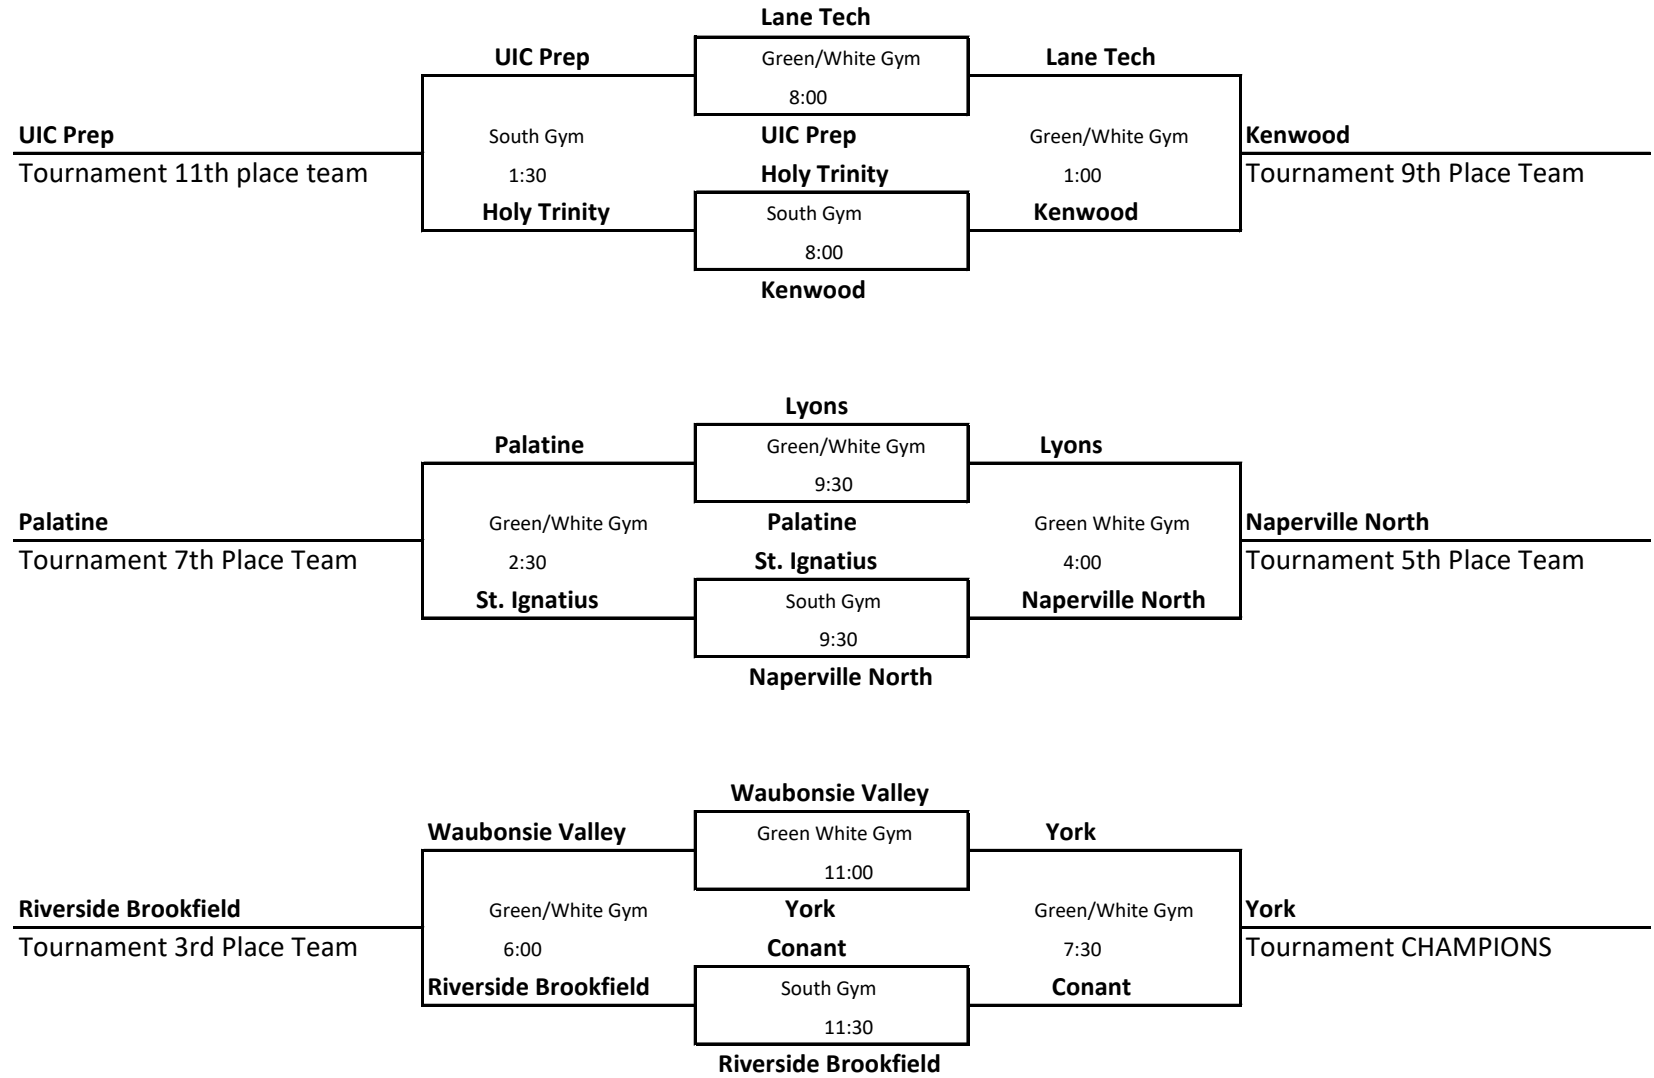 Lane Tech
UIC Prep Green/White Gym Lane Tech
8:00
UIC Prep South Gym UIC Prep Green/White Gym Kenwood
Tournament 11th place team 1:30 Holy Trinity 1:00 Tournament 9th Place Team
Holy Trinity South Gym Kenwood
8:00
Kenwood
Lyons
Palatine Green/White Gym Lyons
9:30
Palatine Green/White Gym Palatine Green White Gym Naperville North
Tournament 7th Place Team 2:30 St. Ignatius 4:00 Tournament 5th Place Team
St. Ignatius South Gym Naperville North
9:30
Naperville North
Waubonsie Valley
Waubonsie Valley Green White Gym York
11:00
Riverside Brookfield Green/White Gym York Green/White Gym York
Tournament 3rd Place Team 6:00 Conant 7:30 Tournament CHAMPIONS
Riverside Brookfield South Gym Conant
11:30
Riverside Brookfield